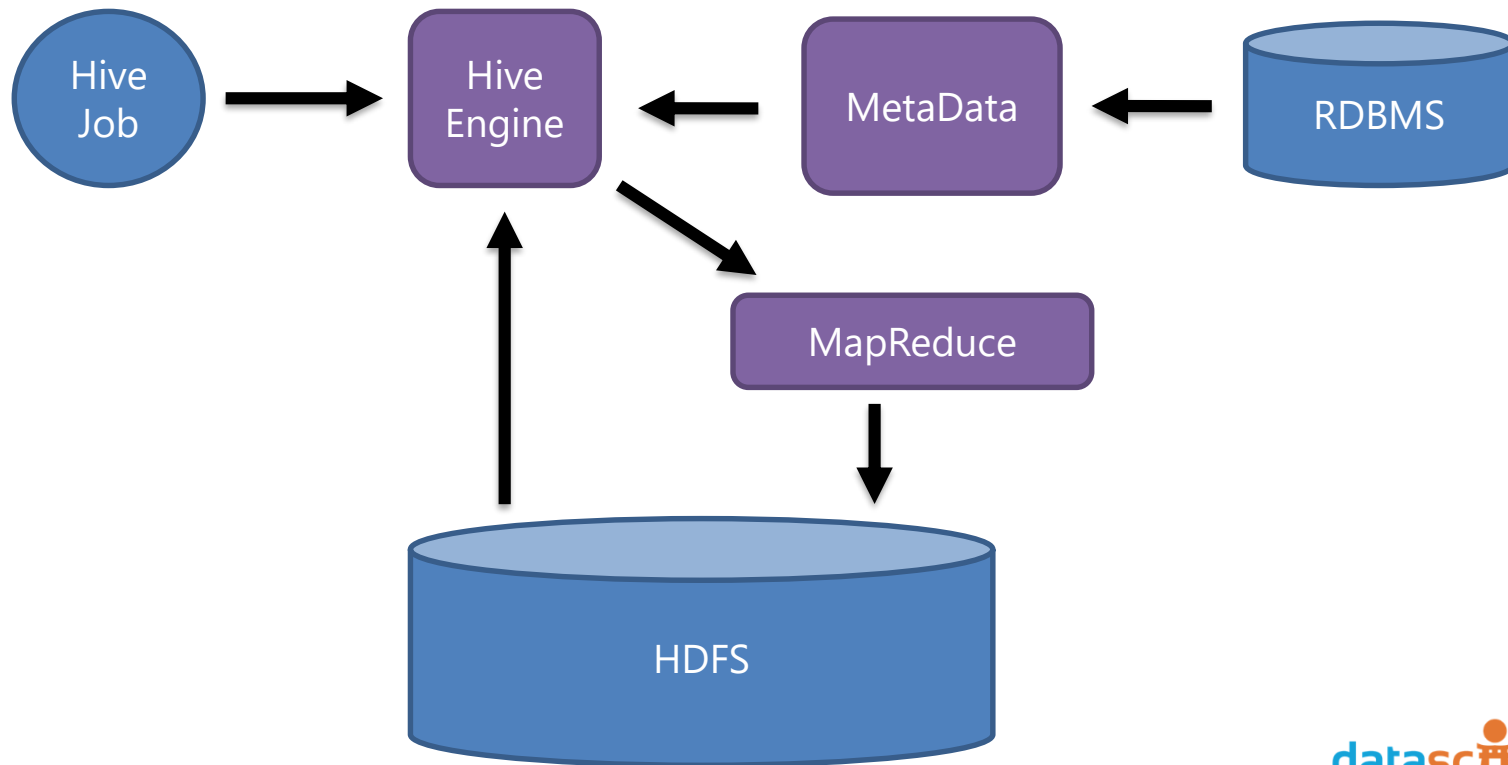 Hive
Job
Hive
Engine
MetaData
RDBMS
MapReduce
HDFS